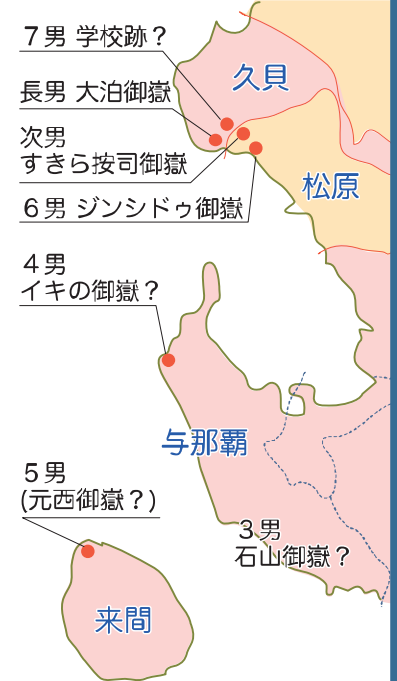 7男 学校跡？
久貝
長男 大泊御嶽
次男
すきら按司御嶽
松原
６男 ジンシドゥ御嶽
４男
イキの御嶽？
与那覇
５男
(元西御嶽？)
３男
石山御嶽？
来間